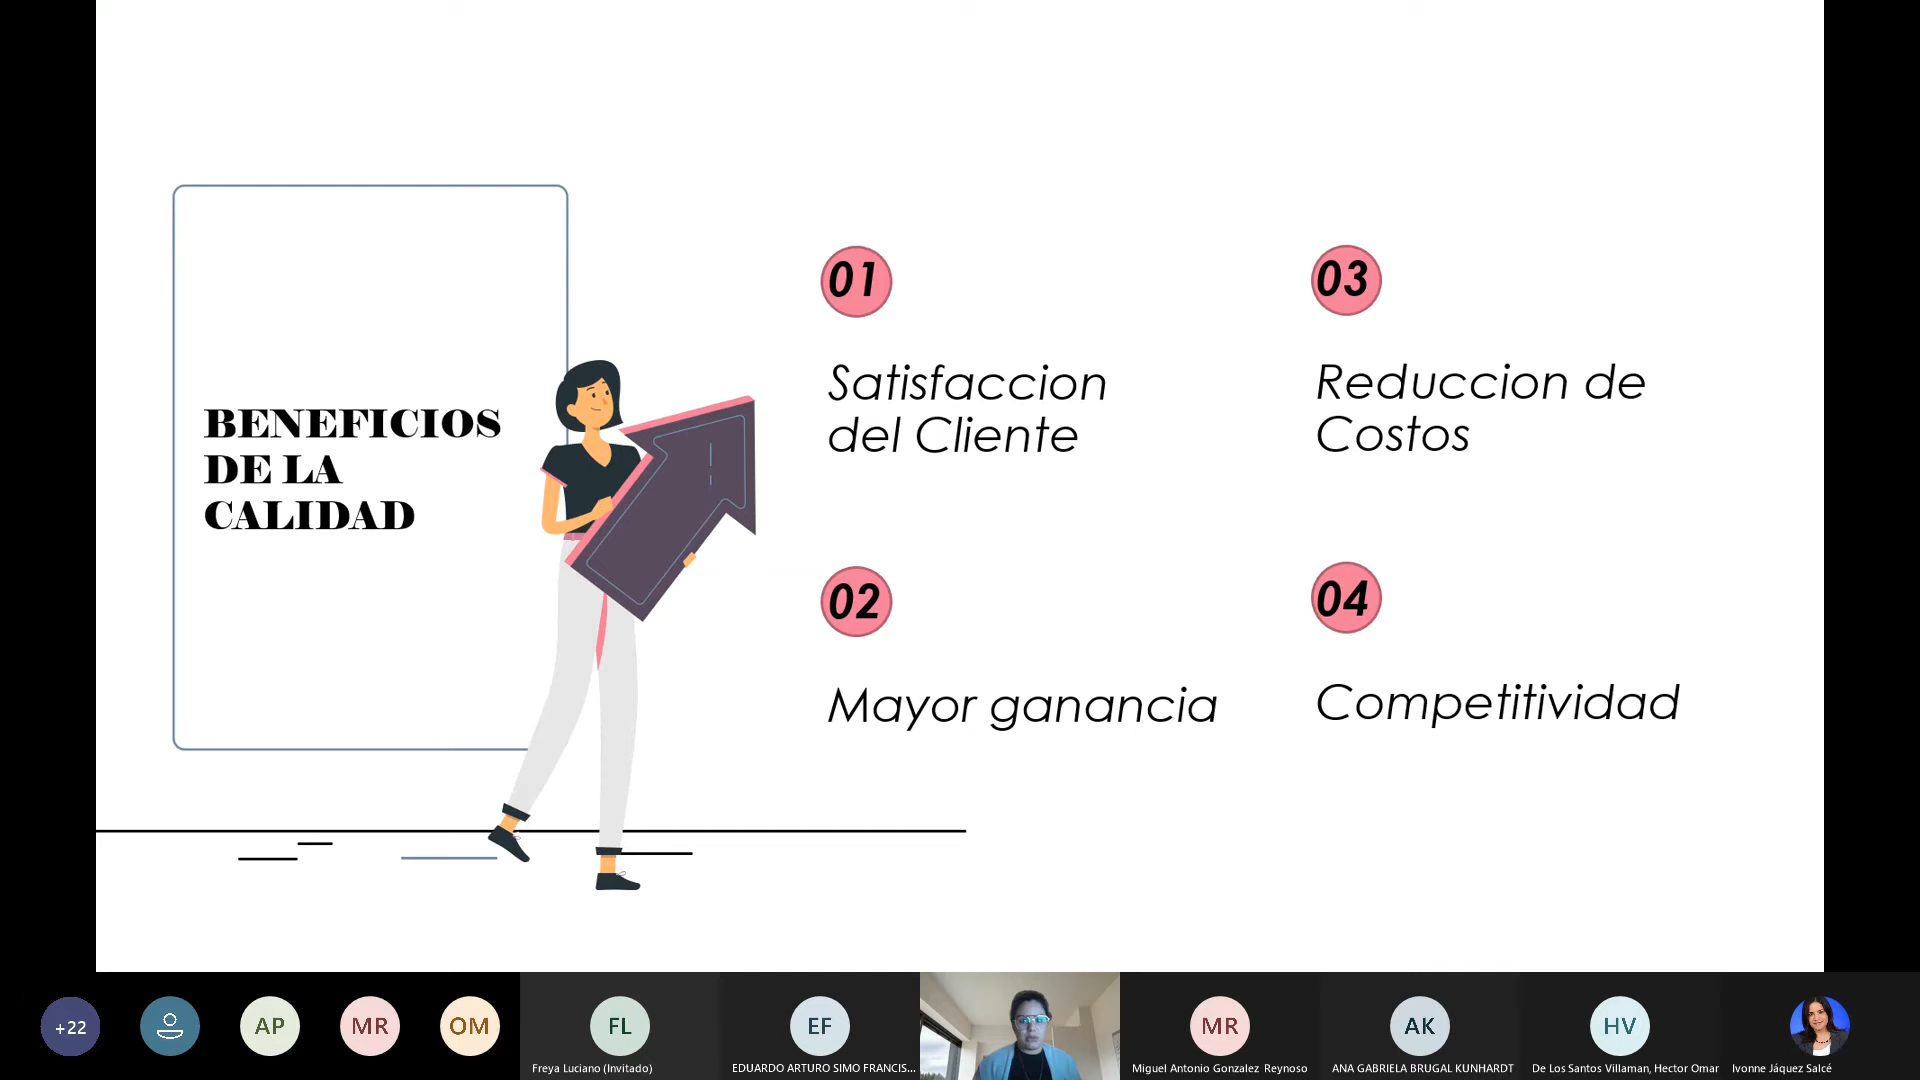 BENEFICIOS
DE LA
CALIDAD
01
Satisfaccion
del Cliente
02
Mayor ganancia
03
Reduccion de
Costos
04
Competitividad
+22
AP
MR
OM
FL
Freya Luciano (Invitado)
EF
EDUARDO ARTURO SIMO FRANCIS...
MR
Miguel Antonio Gonzalez Reynoso
AK
ANA GABRIELA BRUGAL KUNHARDT
HV
De Los Santos Villaman, Hector Omar
Ivonne Jáquez Salcé